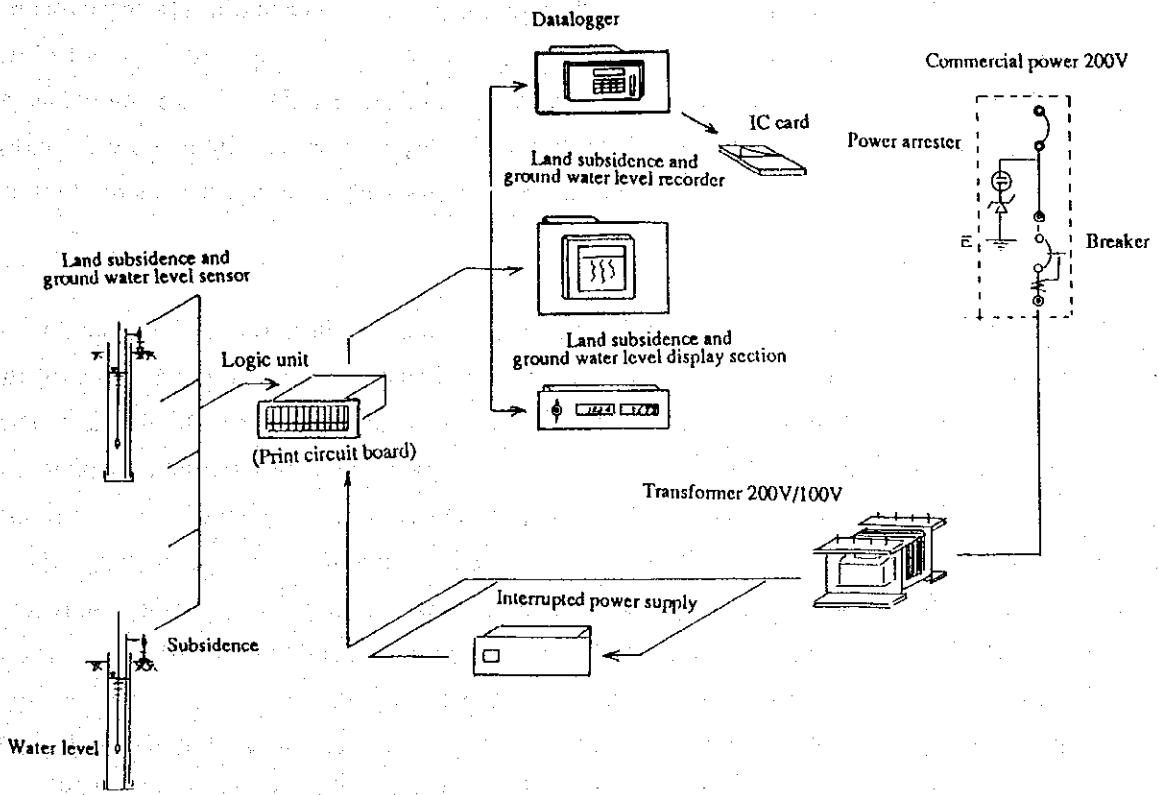 Datalogger
Commercial power 200V
IC card
Power arrester
Land subsidence and
ground water level recorder
E
Breaker
Land subsidence and
ground water level sensor
Land subsidence and
ground water level display section
Logic unit
(Print circuit board)
Transformer 200V/100V
Interrupted power supply
Subsidence
Water level